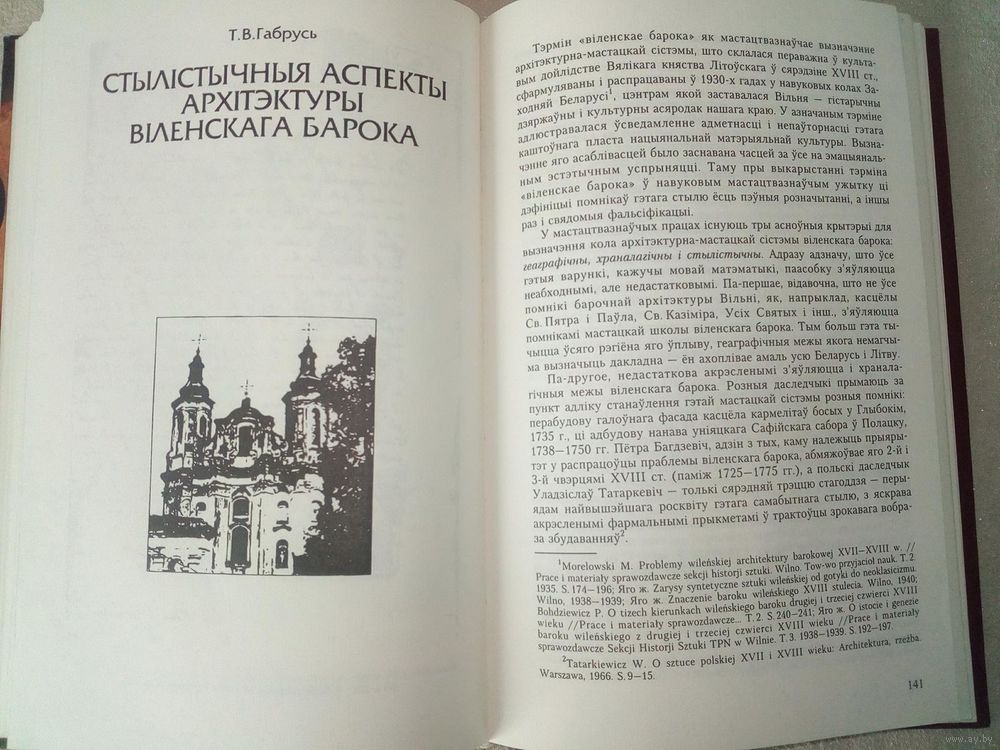 Т.В.Габрусь
СТЫЛІСТЫЧНЫЯ АСПЕКТЫ
АРХІТЭКТУРЫ
ВІЛЕНСКАГА БАРОКА
Тэрмін «віленскае барока» як мастацтвазнаўчае вызначэнне
архітэктурна-мастацкай сістэмы, што склалася пераважна ў культа-
вым дойлідстве Вялікага княства Літоўскага ў сярэдзіне XVIII ст.,
сфармуляваны і распрацаваны ў 1930-х гадах у навуковых колах За-
ходняй Беларусі¹, цэнтрам якой заставалася Вільня — гістарычны
дзяржаўны і культурны асяродак нашага краю. У азначаным тэрміне
адлюстравалася ўсведамленне адметнасці і непаўторнасці гэтага
каштоўнага пласта нацыянальнай матэрыяльнай культуры. Вызна-
чэнне яго асаблівасцей было заснавана часцей за ўсе на эмацыяналь-
ным эстэтычным успрыняцці. Таму пры выкарыстанні тэрміна
«віленскае барока» ў навуковым мастацтвазнаўчым ужытку ці
дэфініцыі помнікаў гэтага стылю ёсць пэўныя розначытанні, а іншы
раз і свядомыя фальсіфікацыі.
У мастацтвазнаўчых працах існуюць тры асноўныя крытэрыі для
вызначэння кола архітэктурна-мастацкай сістэмы віленскага барока:
геаграфічны, храналагічны і стылістычны. Адразу адзначу, што ўсе
гэтыя варункі, кажучы мовай матэматыкі, паасобку з'яўляюцца
неабходнымі, але недастатковымі. Па-першае, відавочна, што не ўсе
помнікі барочнай архітэктуры Вільні, як, напрыклад, касцёлы
Св. Пятра і Паўла, Св. Казіміра, Усіх Святых і інш., з'яўляюцца
помнікамі мастацкай школы віленскага барока. Тым больш гэта ты-
чыцца ўсяго рэгіёна яго ўплыву, геаграфічныя межы якога немагчы-
ма вызначыць дакладна — ён ахоплівае амаль усю Беларусь і Літву.
Па-другое, недастаткова акрэсленымі з'яўляюцца і хранала-
гічныя межы віленскага барока. Розныя даследчыкі прымаюць за
пункт адліку станаўлення гэтай мастацкай сістэмы розныя помнікі:
перабудову галоўнага фасада касцёла кармелітаў босых у Глыбокім,
1735 г., ці адбудову нанава уніяцкага Сафійскага сабора ў Полацку,
1738—1750 гг. Пётра Багдзевіч, адзін з тых, каму належыць прыяры-
тэт у распрацоўцы праблемы віленскага барока, абмяжоўвае яго 2-й і
3-й чвэрцямі XVIII ст. (паміж 1725—1775 гг.), а польскі даследчык
Уладзіслаў Татаркевіч — толькі сярэдняй трэццю стагоддзя — перы-
ядам найвышэйшага росквіту гэтага самабытнага стылю, з яскрава
акрэсленымі фармальнымі прыкметамі ў трактоўцы зрокавага вобра-
за збудаванняў².
¹Morelowski M. Problemy wileńskiej architektury barokowej XVII—XVIII w. //
Prace i materiały sprawozdawcze sekcji historji sztuki. Wilno. Tow-wo przyjacioł nauk. T. 2.
1935. S. 174—196; Яго ж. Zarysy syntetyczne sztuki wileńskiej od gotyki do neoklasicizmu.
Wilno, 1938—1939; Яго ж. Znaczenie baroku wileńskiego XVIII stulecia. Wilno, 1940;
Bohdziewicz P. O tizech kierunkach wileńskiego baroku drugiej i trzeciej czwierci XVIII
wieku //Prace i materiały sprawozdawcze... T. 2. S. 240—241; Яго ж. O istocie i genezie
baroku wileńskiego z drugiej i trzeciej czwierci XVIII wieku //Prace i materiały
sprawozdawcze Sekcji Historji Sztuki TPN w Wilnie. T. 3. 1938-1939. S. 192—197.
²Tatarkiewicz W. O sztuce polskiej XVII i XVIII wieku: Architektura, rzeźba.
Warszawa, 1966. S. 9—15.
141
www.ay.by